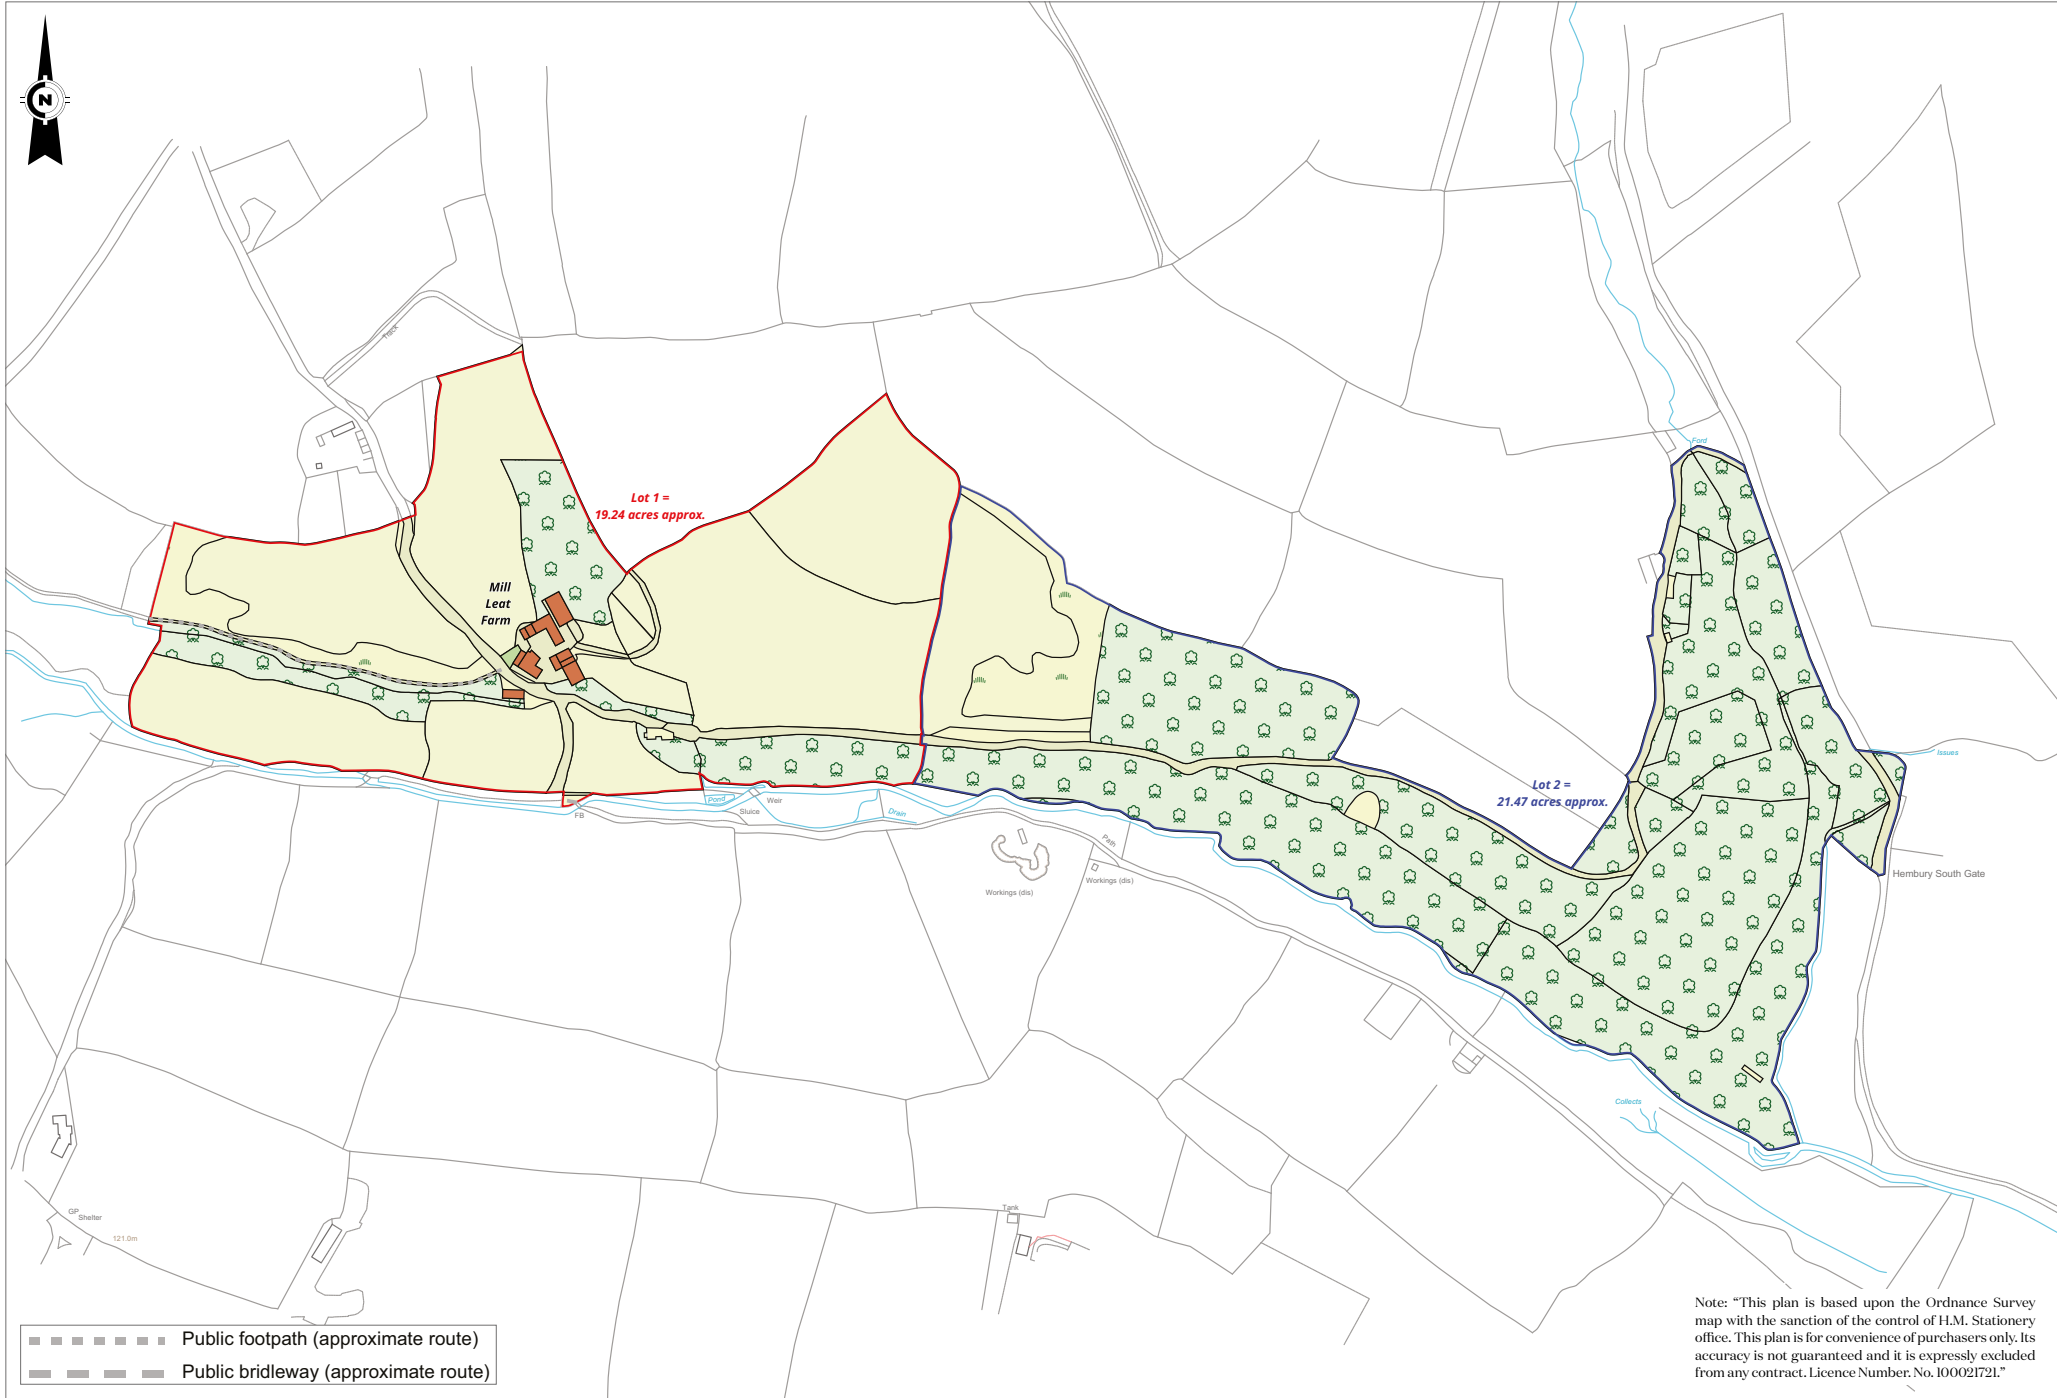 N
Track
Lot 1 =
19.24 acres approx.
Mill
Leat
Farm
Ford
Issues
Lot 2 =
21.47 acres approx.
Pond
Weir
Sluice
FB
Drain
Path
Workings (dis)
Workings (dis)
Hembury South Gate
Collects
GP
Shelter
121.0m
Tank
Public footpath (approximate route)
Public bridleway (approximate route)
Note: “This plan is based upon the Ordnance Survey
map with the sanction of the control of H.M. Stationery
office. This plan is for convenience of purchasers only. Its
accuracy is not guaranteed and it is expressly excluded
from any contract. Licence Number. No. 100021721.”